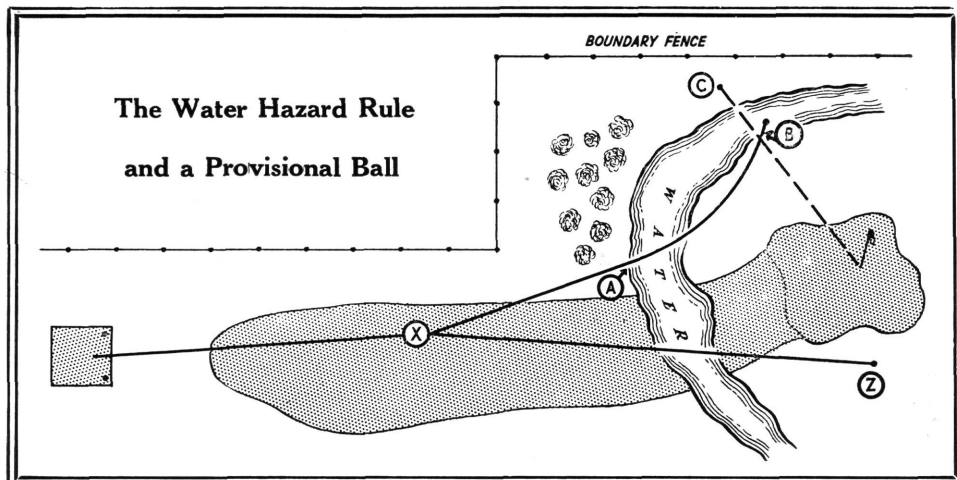 BOUNDARY FENCE
The Water Hazard Rule
and a Provisional Ball
C
B
WATER
A
X
Z